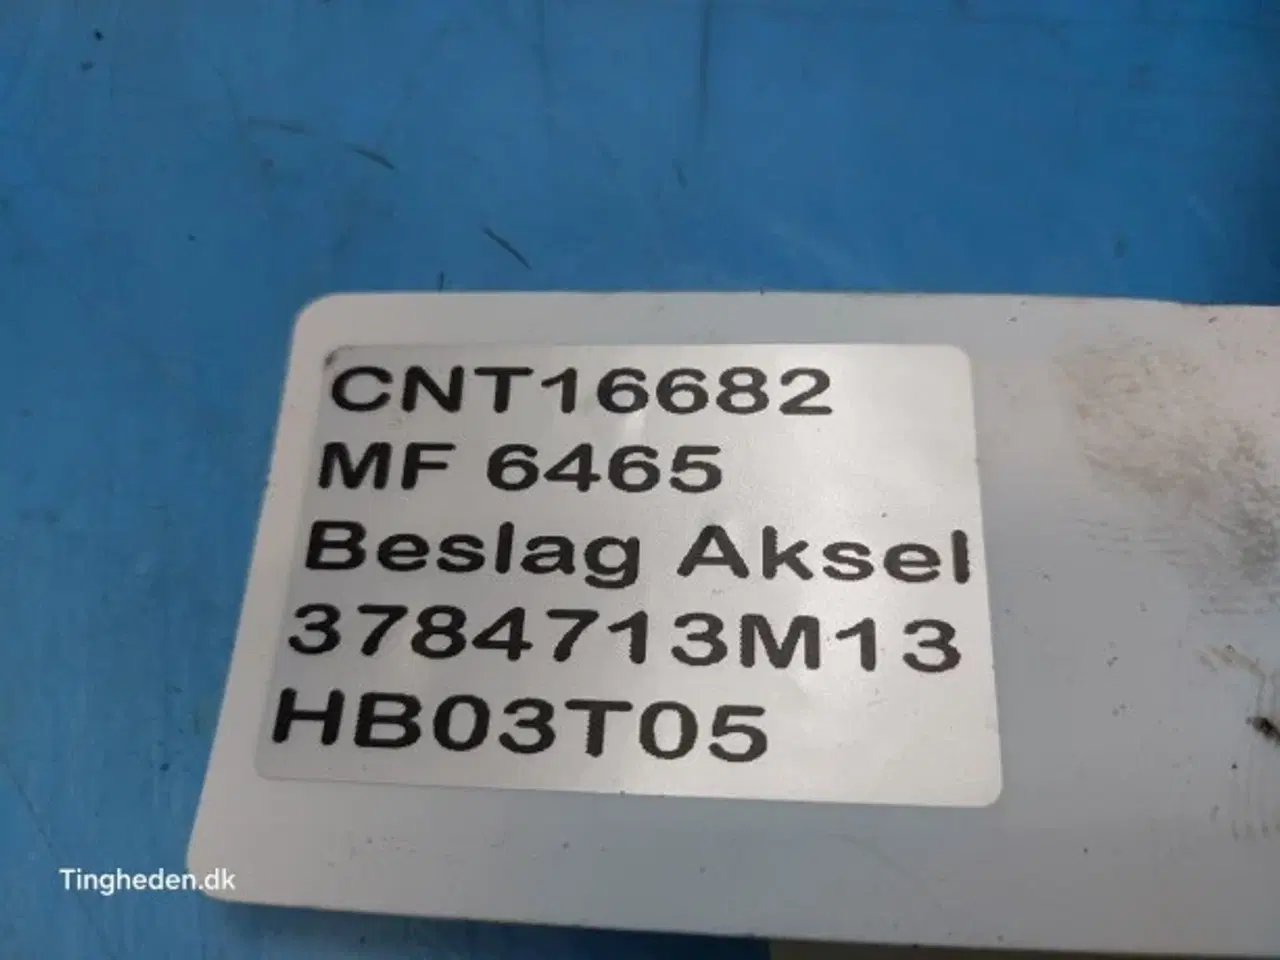 CNT16682
MF 6465
Beslag Aksel
3784713M13
HB03T05
Tingheden.dk